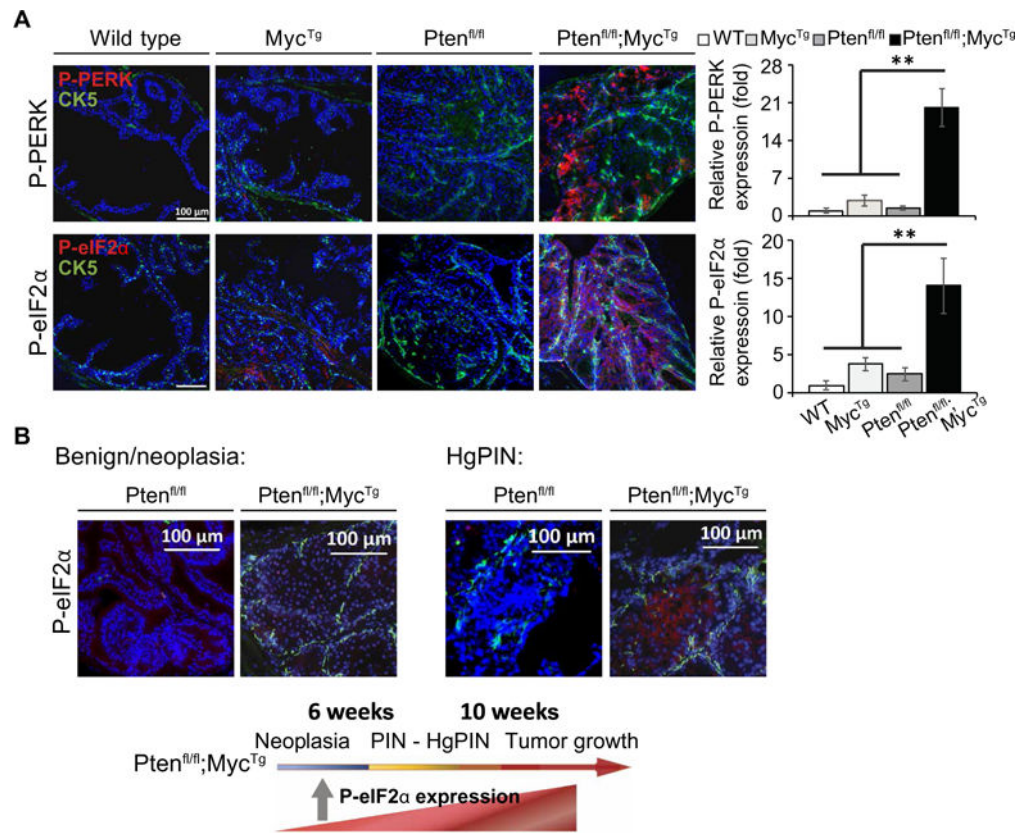 A
Wild type
Myc^Tg
Pten^fl/fl
Pten^fl/fl;Myc^Tg
WT Myc^Tg Pten^fl/fl Pten^fl/fl;Myc^Tg
P-PERK
P-PERK
CK5
100 µm
Relative P-PERK
expressoin (fold)
28
21
14
7
0
**
P-eIF2α
P-eIF2α
CK5
Relative P-eIF2α
expressoin (fold)
20
15
10
5
0
**
WT
Myc^Tg
Pten^fl/fl
Pten^fl/fl;
Myc^Tg
B
Benign/neoplasia:
HgPIN:
Pten^fl/fl
Pten^fl/fl;Myc^Tg
Pten^fl/fl
Pten^fl/fl;Myc^Tg
P-eIF2α
100 µm
100 µm
100 µm
100 µm
6 weeks
10 weeks
Neoplasia
PIN - HgPIN
Tumor growth
Pten^fl/fl;Myc^Tg
P-eIF2α expression